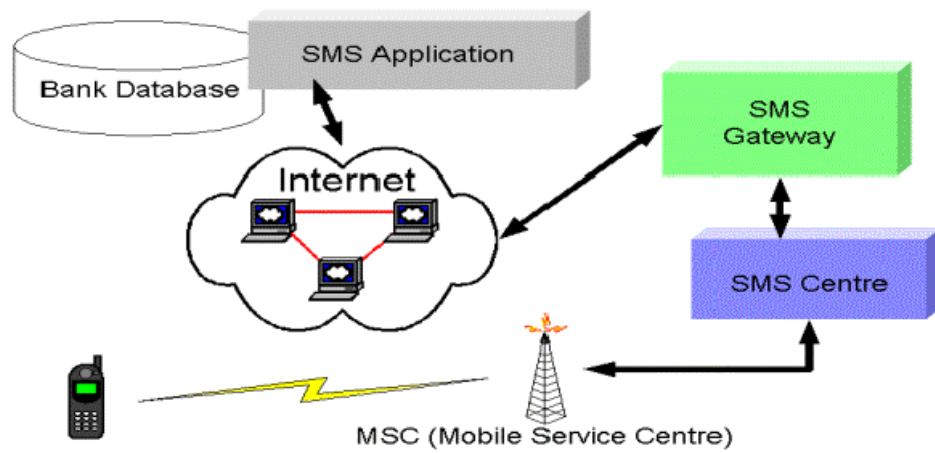 SMS Application
Bank Database
SMS
Gateway
Internet
SMS Centre
MSC (Mobile Service Centre)